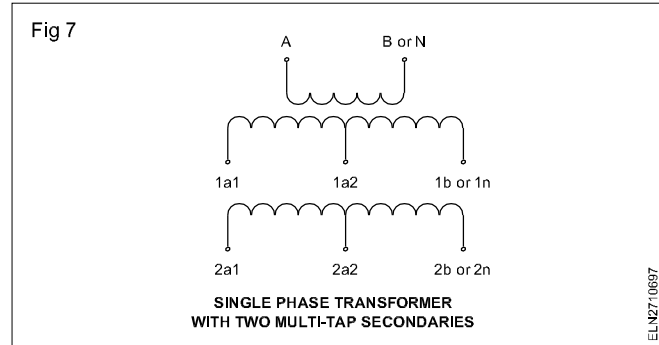 Fig 7
A B or N
1a1 1a2 1b or 1n
2a1 2a2 2b or 2n
SINGLE PHASE TRANSFORMER
WITH TWO MULTI-TAP SECONDARIES
ELN2710697